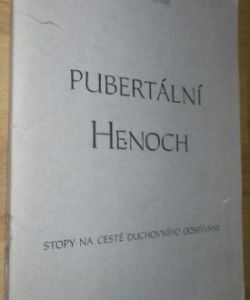 PUBERTÁLNÍ
HENOCH
STOPY NA CESTĚ DUCHOVNÍHO DOSPÍVÁNÍ